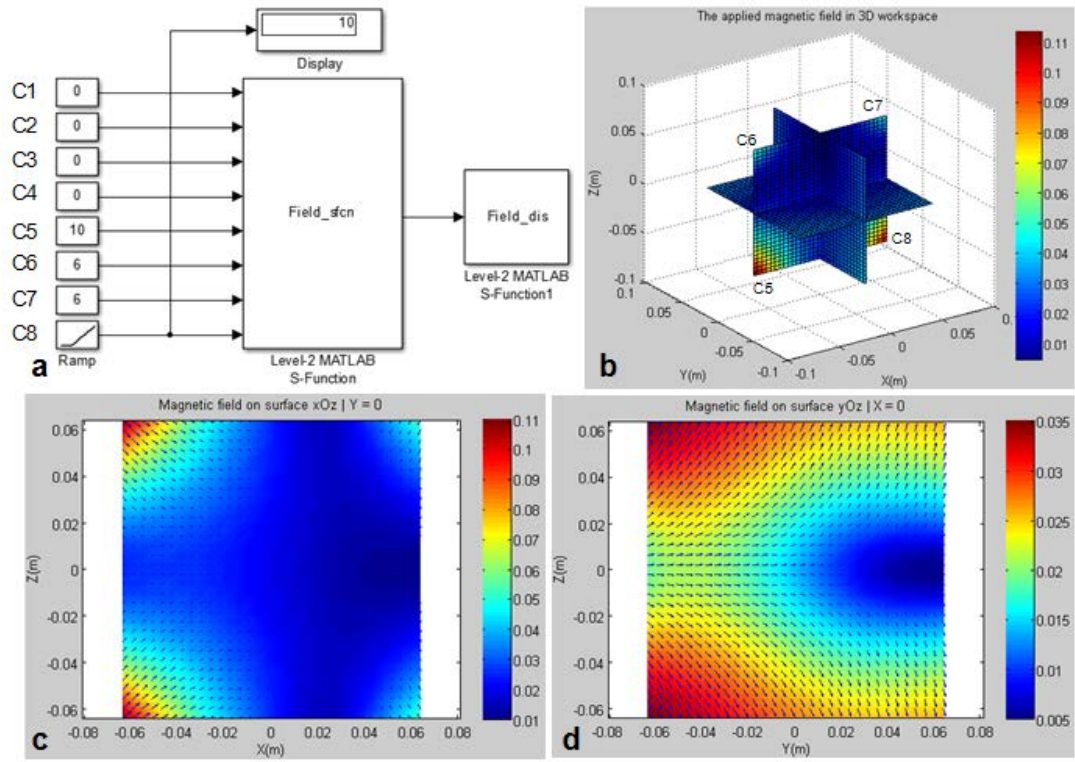 10
Display
C1 0
C2 0
C3 0
C4 0
C5 10
C6 6
C7 6
C8
Ramp
Field_sfcn
Level-2 MATLAB
S-Function
Field_dis
Level-2 MATLAB
S-Function1
a
The applied magnetic field in 3D workspace
0.1
0.05
0
-0.05
-0.1
Z(m)
0.1
0.05
0
-0.05
-0.1
Y(m)
-0.1
-0.05
0
0.05
0.1
X(m)
C7
C6
C8
C5
0.11
0.1
0.09
0.08
0.07
0.06
0.05
0.04
0.03
0.02
0.01
b
Magnetic field on surface xOz | Y = 0
0.06
0.04
0.02
0
-0.02
-0.04
-0.06
Z(m)
-0.08 -0.06 -0.04 -0.02 0 0.02 0.04 0.06 0.08
X(m)
0.11
0.1
0.09
0.08
0.07
0.06
0.05
0.04
0.03
0.02
0.01
c
Magnetic field on surface yOz | X = 0
0.06
0.04
0.02
0
-0.02
-0.04
-0.06
Z(m)
-0.08 -0.06 -0.04 -0.02 0 0.02 0.04 0.06 0.08
Y(m)
0.035
0.03
0.025
0.02
0.015
0.01
0.005
d